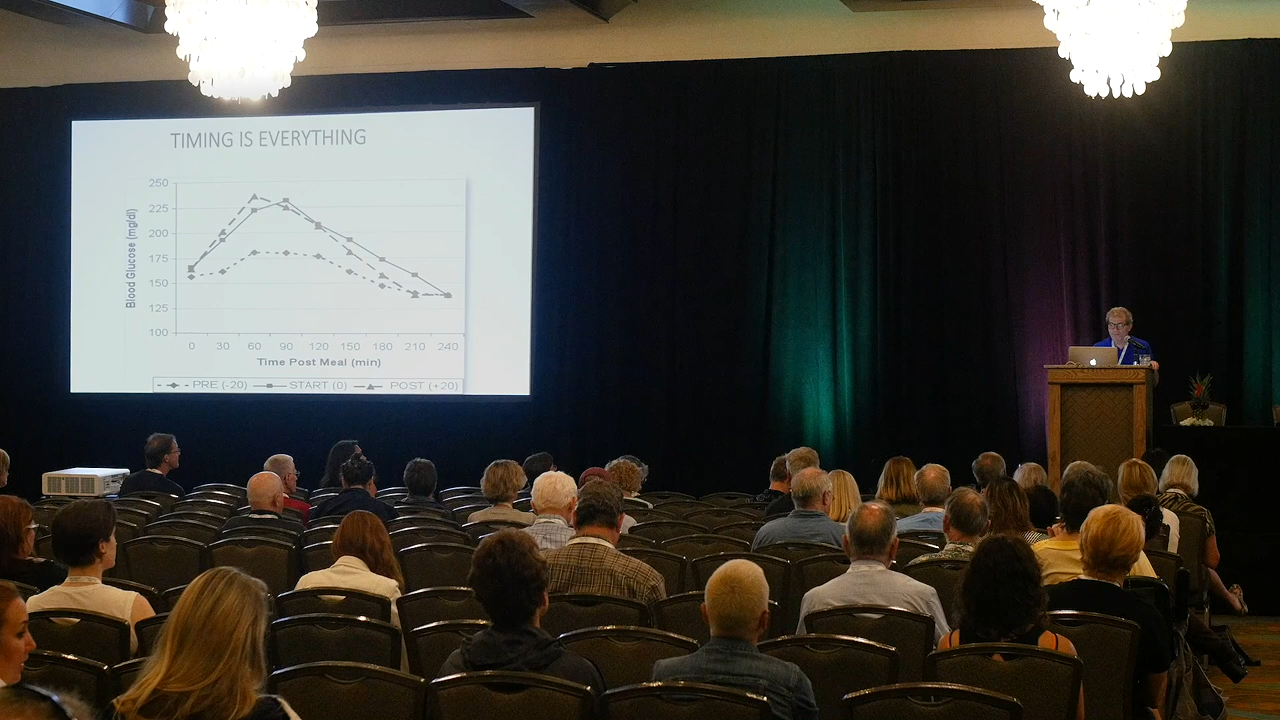 TIMING IS EVERYTHING
250
225
200
175
150
125
100
Blood Glucose (mg/dl)
0 30 60 90 120 150 180 210 240
Time Post Meal (min)
PRE (-20) START (0) POST (+20)